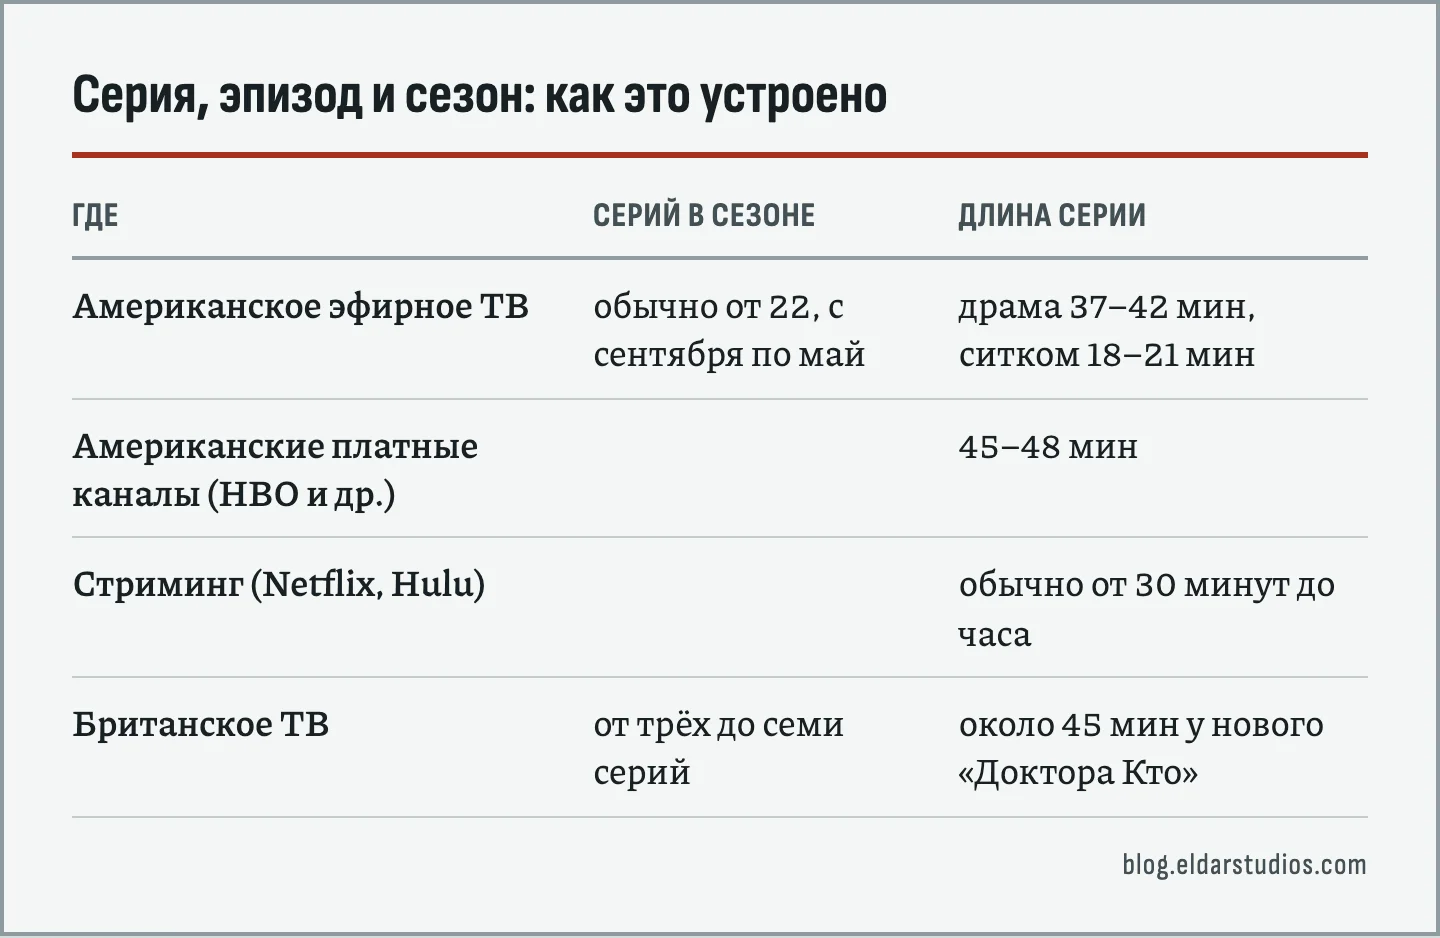 Серия, эпизод и сезон: как это устроено
ГДЕ СЕРИЙ В СЕЗОНЕ ДЛИНА СЕРИИ
Американское эфирное ТВ обычно от 22, с драма 37–42 мин,
сентября по май ситком 18–21 мин
Американские платные 45–48 мин
каналы (HBO и др.)
Стриминг (Netflix, Hulu) обычно от 30 минут до
часа
Британское ТВ от трёх до семи около 45 мин у нового
серий «Доктора Кто»
blog.eldarstudios.com